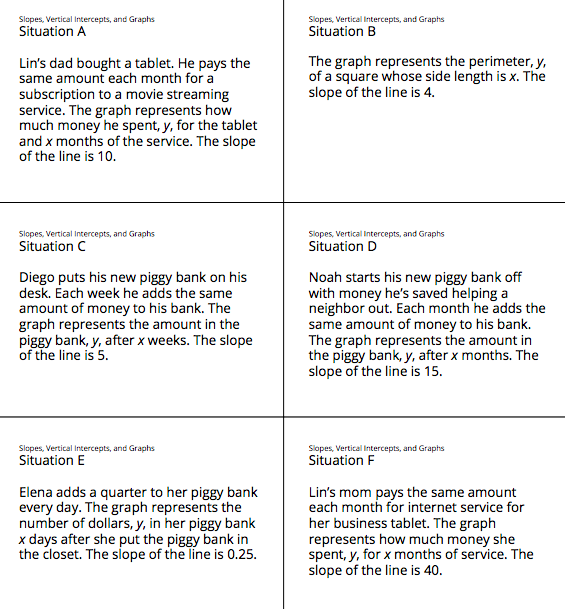 Slopes, Vertical Intercepts, and Graphs
Situation A
Lin's dad bought a tablet. He pays the
same amount each month for a
subscription to a movie streaming
service. The graph represents how
much money he spent, y, for the tablet
and x months of the service. The slope
of the line is 10.
Slopes, Vertical Intercepts, and Graphs
Situation B
The graph represents the perimeter, y,
of a square whose side length is x. The
slope of the line is 4.
Slopes, Vertical Intercepts, and Graphs
Situation C
Diego puts his new piggy bank on his
desk. Each week he adds the same
amount of money to his bank. The
graph represents the amount in the
piggy bank, y, after x weeks. The slope
of the line is 5.
Slopes, Vertical Intercepts, and Graphs
Situation D
Noah starts his new piggy bank off
with money he's saved helping a
neighbor out. Each month he adds the
same amount of money to his bank.
The graph represents the amount in
the piggy bank, y, after x months. The
slope of the line is 15.
Slopes, Vertical Intercepts, and Graphs
Situation E
Elena adds a quarter to her piggy bank
every day. The graph represents the
number of dollars, y, in her piggy bank
x days after she put the piggy bank in
the closet. The slope of the line is 0.25.
Slopes, Vertical Intercepts, and Graphs
Situation F
Lin's mom pays the same amount
each month for internet service for
her business tablet. The graph
represents how much money she
spent, y, for x months of service. The
slope of the line is 40.